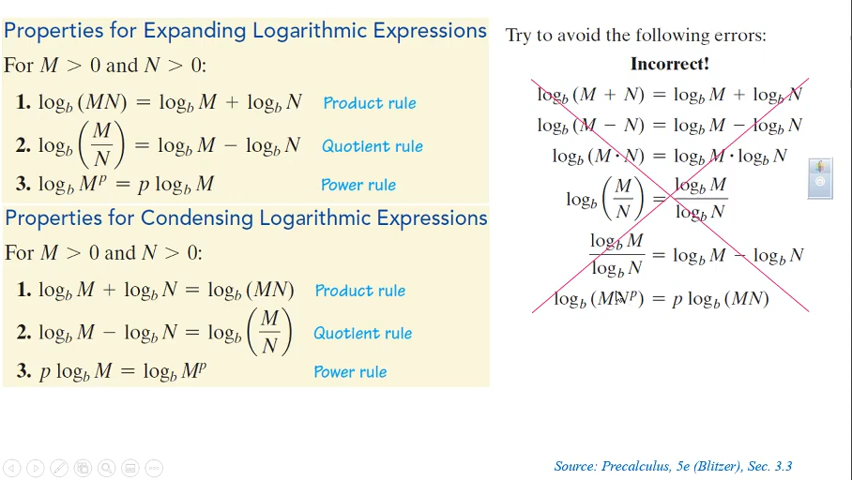 Properties for Expanding Logarithmic Expressions
For M > 0 and N > 0:
1. log_b (MN) = log_b M + log_b N Product rule
2. log_b (M/N) = log_b M − log_b N Quotient rule
3. log_b M^p = p log_b M Power rule
Properties for Condensing Logarithmic Expressions
For M > 0 and N > 0:
1. log_b M + log_b N = log_b (MN) Product rule
2. log_b M − log_b N = log_b (M/N) Quotient rule
3. p log_b M = log_b M^p Power rule
Try to avoid the following errors:
Incorrect!
log_b (M + N) = log_b M + log_b N
log_b (M − N) = log_b M − log_b N
log_b (M · N) = log_b M · log_b N
log_b (M/N) = log_b M / log_b N
log_b M / log_b N = log_b M − log_b N
log_b (MN^p) = p log_b (MN)
Source: Precalculus, 5e (Blitzer), Sec. 3.3